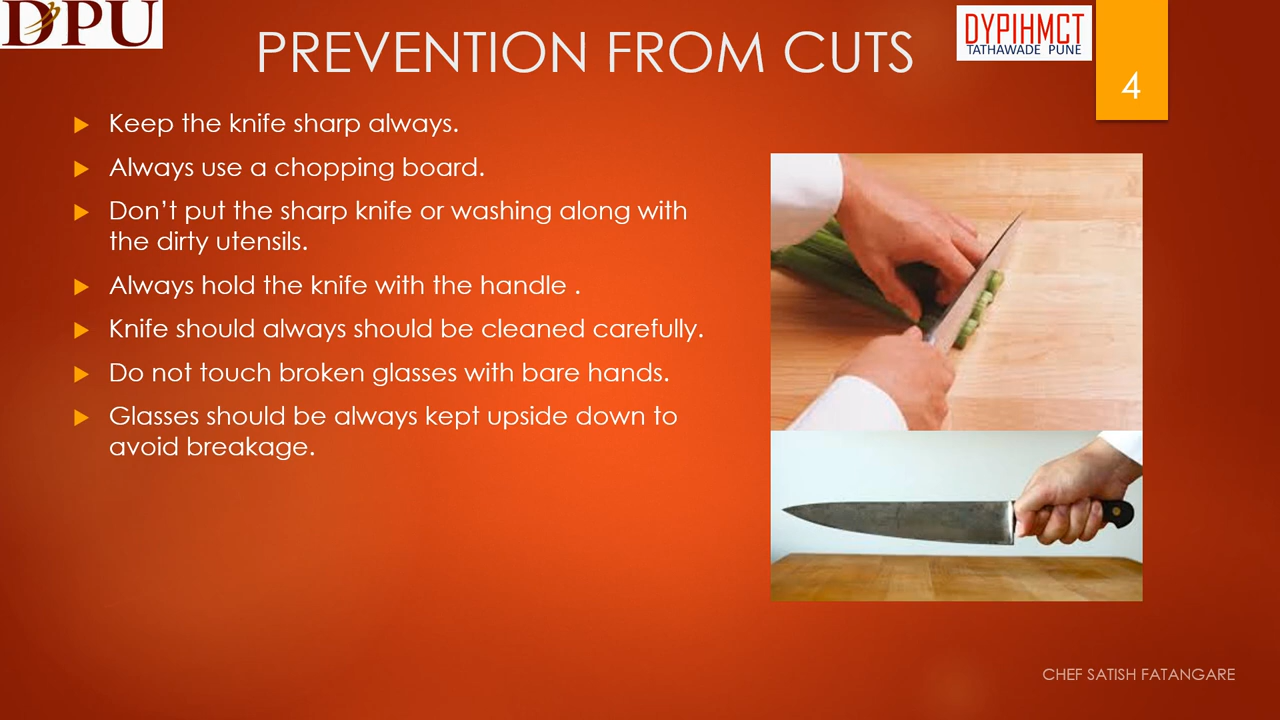 DPU
PREVENTION FROM CUTS
DYPIHMCT
TATHAWADE PUNE
4
Keep the knife sharp always.
Always use a chopping board.
Don’t put the sharp knife or washing along with
the dirty utensils.
Always hold the knife with the handle .
Knife should always should be cleaned carefully.
Do not touch broken glasses with bare hands.
Glasses should be always kept upside down to
avoid breakage.
CHEF SATISH FATANGARE